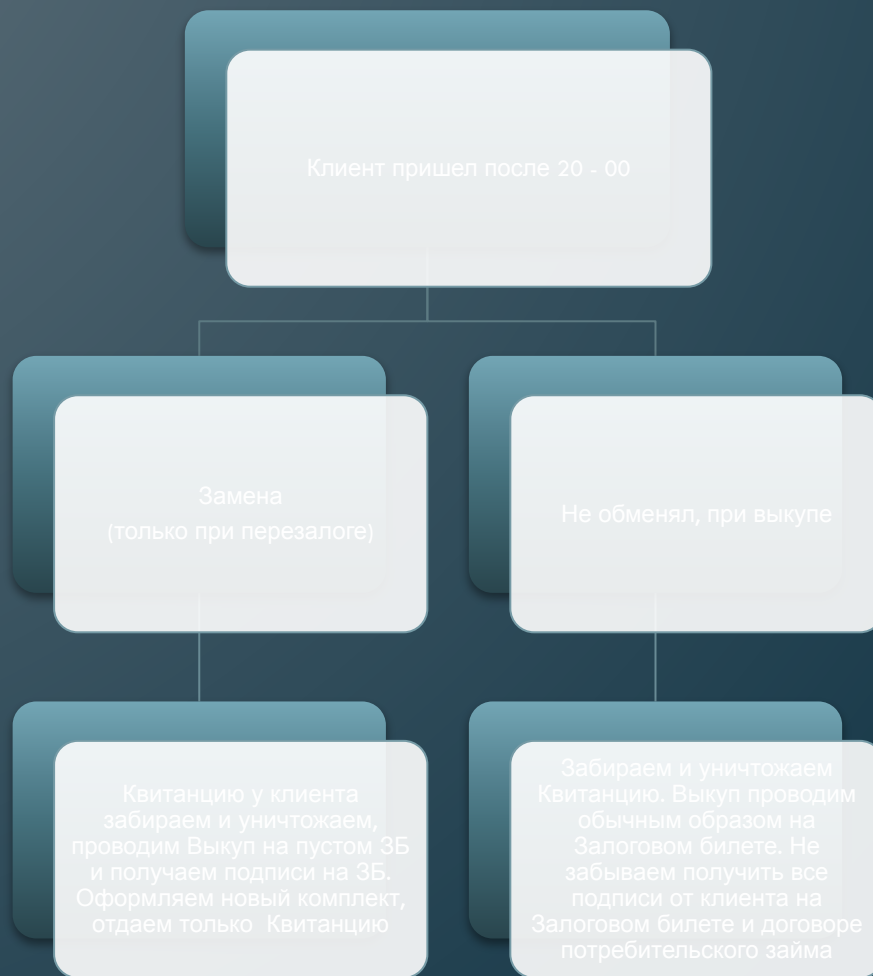 Клиент пришел после 20 - 00
Замена
(только при перезалоге)
Не обменял, при выкупе
Квитанцию у клиента
забираем и уничтожаем,
проводим Выкуп на пустом ЗБ
и получаем подписи на ЗБ.
Оформляем новый комплект,
отдаем только  Квитанцию
Забираем и уничтожаем
Квитанцию. Выкуп проводим
обычным образом на
Залоговом билете. Не
забываем получить все
подписи от клиента на
Залоговом билете и договоре
потребительского займа